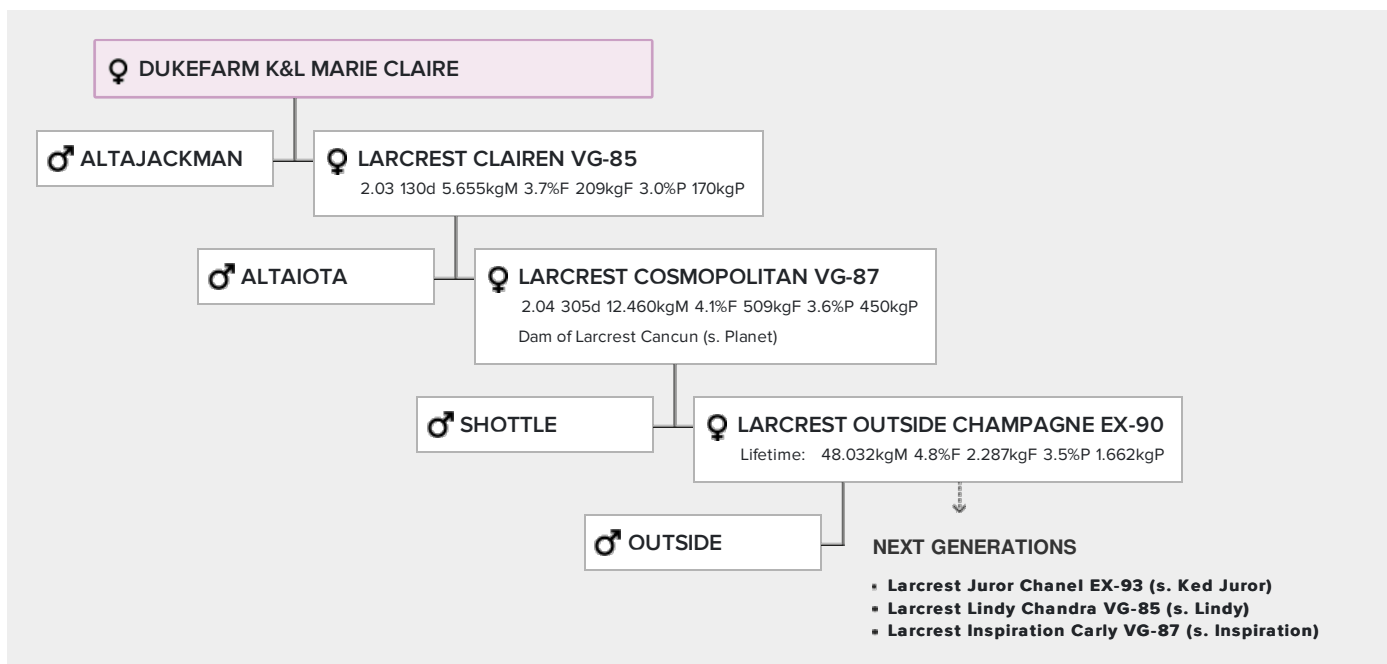 DUKEFARM K&L MARIE CLAIRE
ALTAJACKMAN
LARCREST CLAIREN VG-85
2.03 130d 5.655kgM 3.7%F 209kgF 3.0%P 170kgP
ALTAIOTA
LARCREST COSMOPOLITAN VG-87
2.04 305d 12.460kgM 4.1%F 509kgF 3.6%P 450kgP
Dam of Larcrest Cancun (s. Planet)
SHOTTLE
LARCREST OUTSIDE CHAMPAGNE EX-90
Lifetime: 48.032kgM 4.8%F 2.287kgF 3.5%P 1.662kgP
OUTSIDE
NEXT GENERATIONS
Larcrest Juror Chanel EX-93 (s. Ked Juror)
Larcrest Lindy Chandra VG-85 (s. Lindy)
Larcrest Inspiration Carly VG-87 (s. Inspiration)